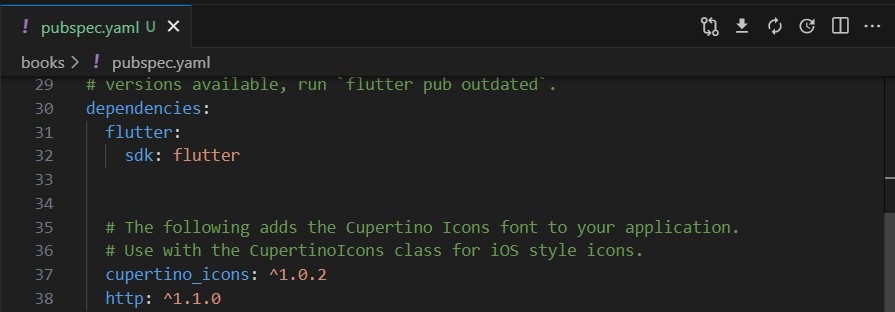 ! pubspec.yaml U ×
books > ! pubspec.yaml
29 # versions available, run `flutter pub outdated`.
30 dependencies:
31 flutter:
32 sdk: flutter
33
34
35 # The following adds the Cupertino Icons font to your application.
36 # Use with the CupertinoIcons class for iOS style icons.
37 cupertino_icons: ^1.0.2
38 http: ^1.1.0